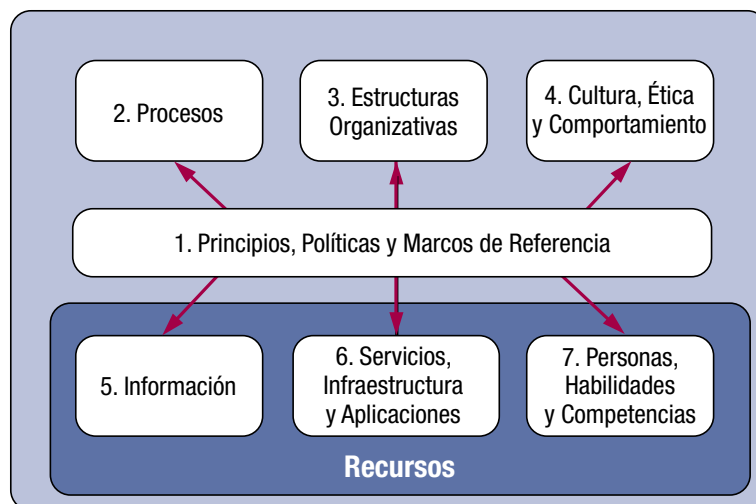 2. Procesos
3. Estructuras
Organizativas
4. Cultura, Ética
y Comportamiento
1. Principios, Políticas y Marcos de Referencia
5. Información
6. Servicios,
Infraestructura
y Aplicaciones
7. Personas,
Habilidades
y Competencias
Recursos